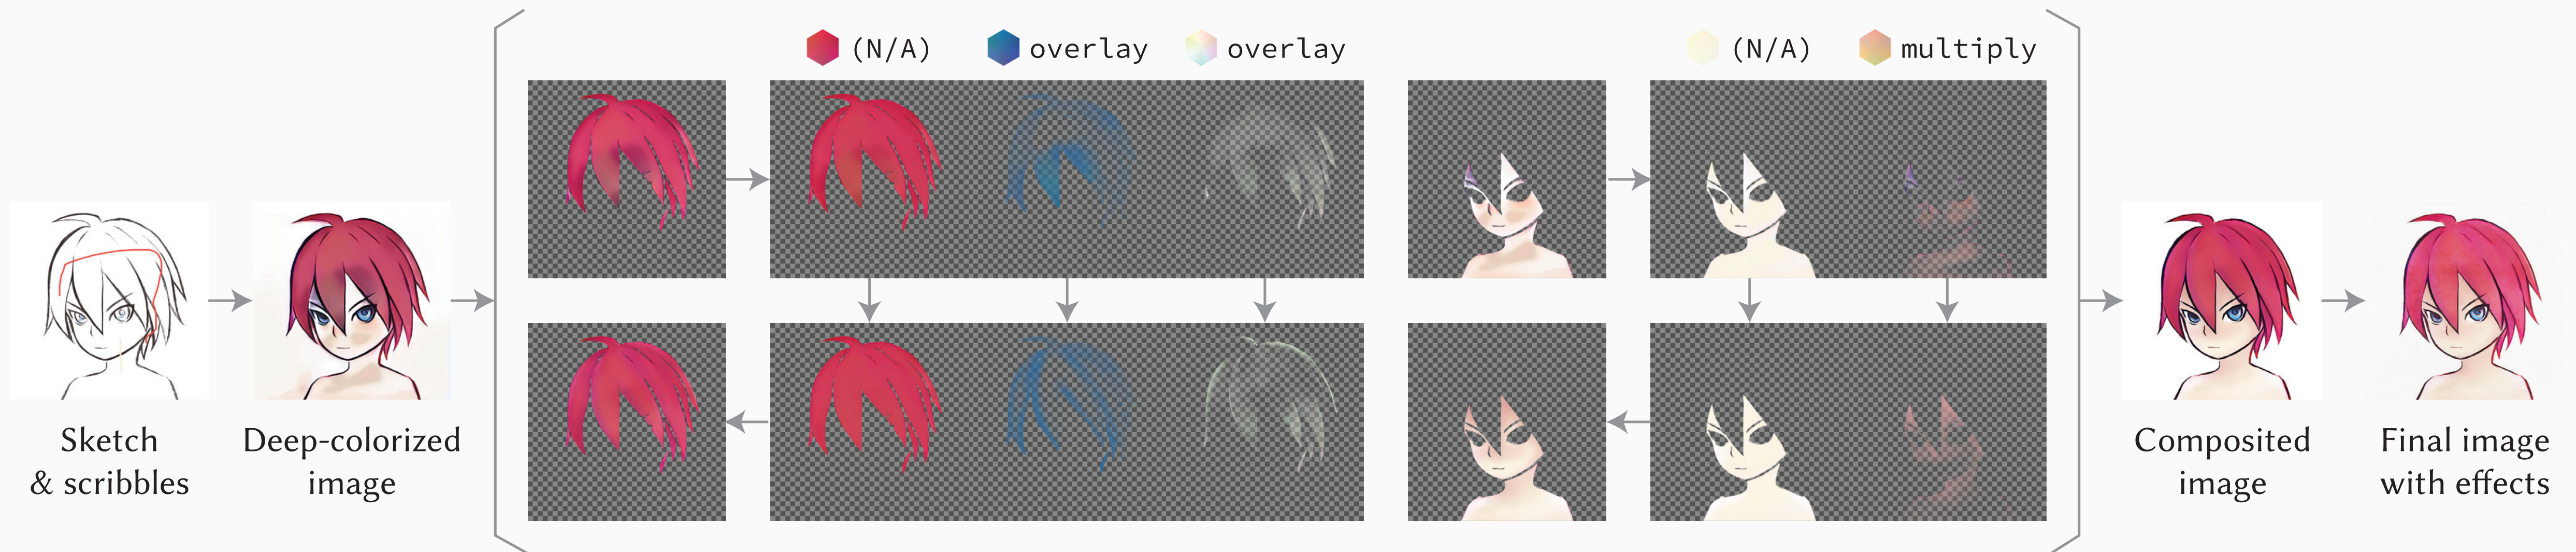 (N/A) overlay overlay (N/A) multiply
Sketch
& scribbles
Deep-colorized
image
Composited
image
Final image
with effects